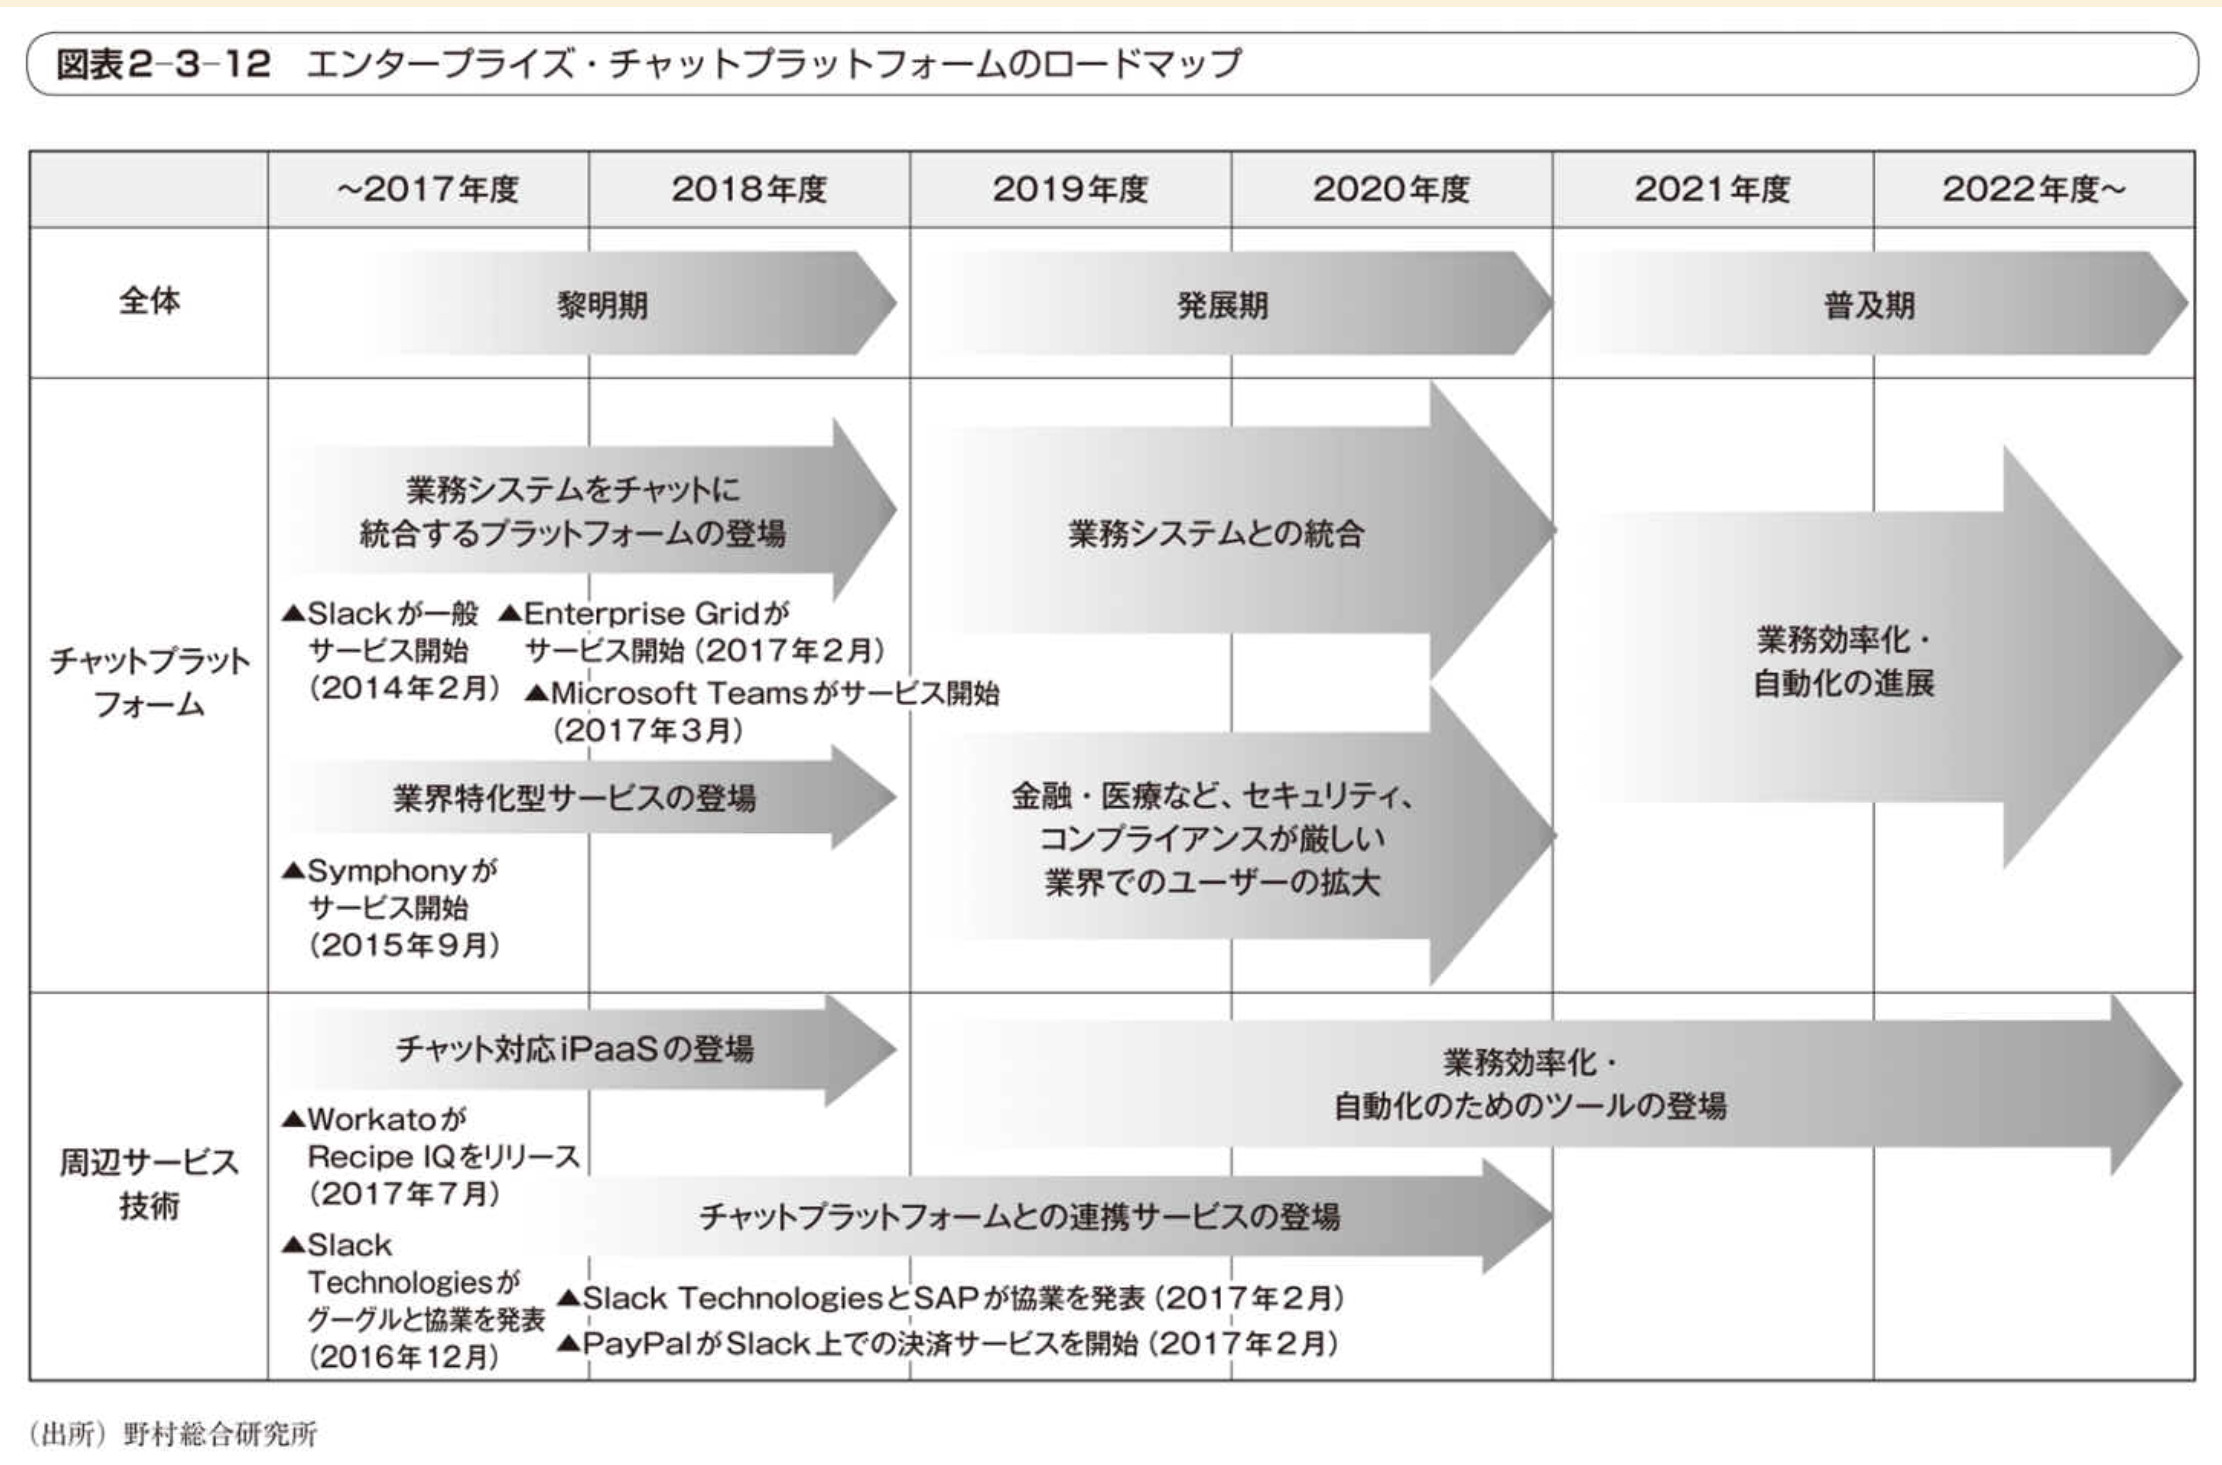 図表2-3-12 エンタープライズ・チャットプラットフォームのロードマップ
～2017年度
2018年度
2019年度
2020年度
2021年度
2022年度～
全体
黎明期
発展期
普及期
チャットプラット
フォーム
業務システムをチャットに
統合するプラットフォームの登場
▲Slackが一般
サービス開始
（2014年2月）
▲Enterprise Gridが
サービス開始（2017年2月）
▲Microsoft Teamsがサービス開始
（2017年3月）
業界特化型サービスの登場
▲Symphonyが
サービス開始
（2015年9月）
業務システムとの統合
金融・医療など、セキュリティ、
コンプライアンスが厳しい
業界でのユーザーの拡大
業務効率化・
自動化の進展
周辺サービス
技術
チャット対応iPaaSの登場
▲Workatoが
Recipe IQをリリース
（2017年7月）
業務効率化・
自動化のためのツールの登場
チャットプラットフォームとの連携サービスの登場
▲Slack
Technologiesが
グーグルと協業を発表
（2016年12月）
▲Slack TechnologiesとSAPが協業を発表（2017年2月）
▲PayPalがSlack上での決済サービスを開始（2017年2月）
（出所）野村総合研究所